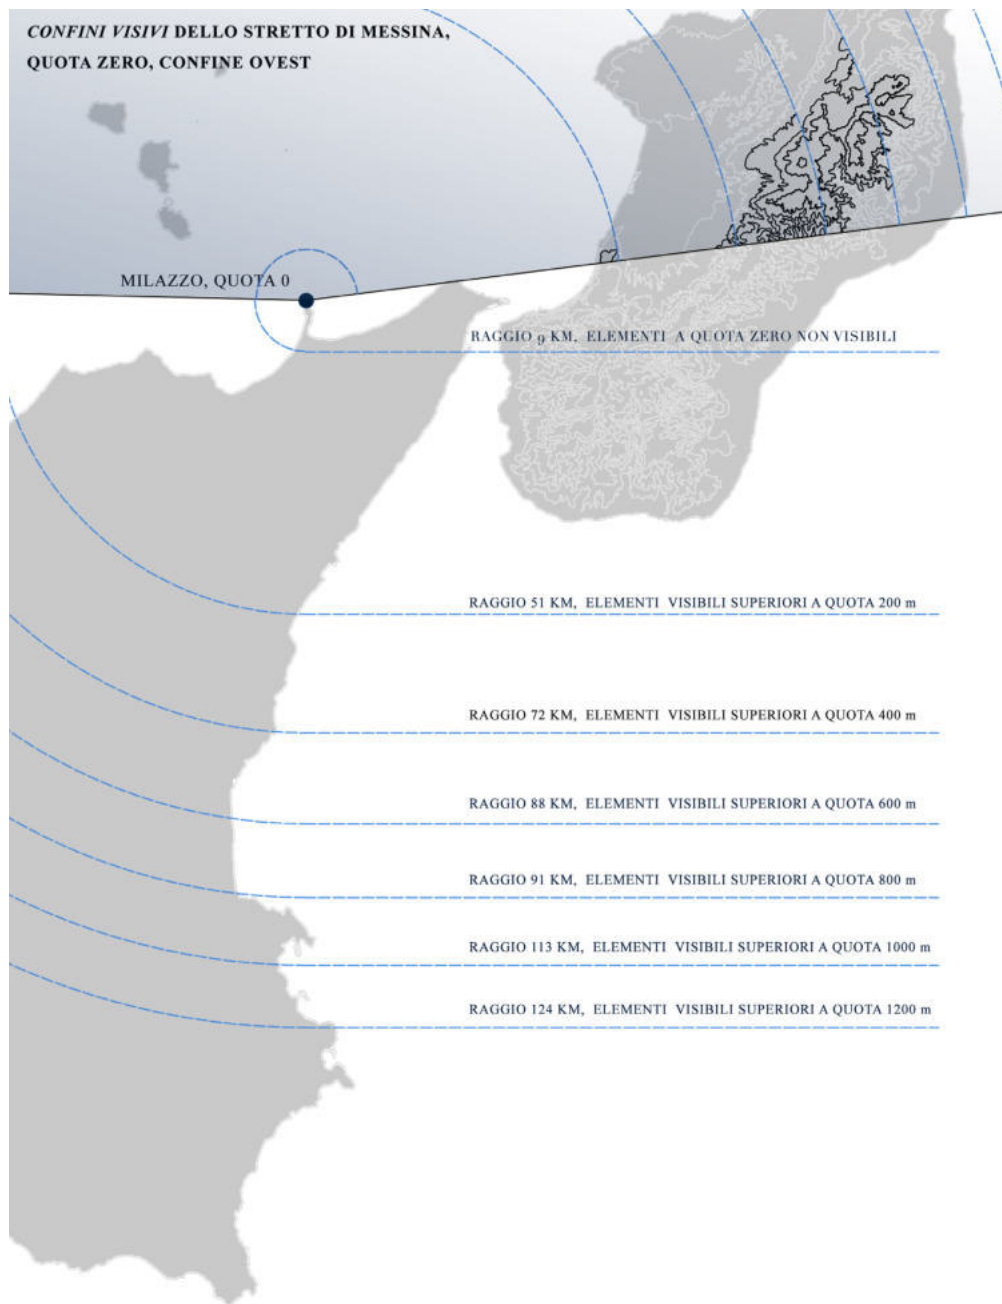 CONFINI VISIVI DELLO STRETTO DI MESSINA,
QUOTA ZERO, CONFINE OVEST
MILAZZO, QUOTA 0
RAGGIO 9 KM, ELEMENTI A QUOTA ZERO NON VISIBILI
RAGGIO 51 KM, ELEMENTI VISIBILI SUPERIORI A QUOTA 200 m
RAGGIO 72 KM, ELEMENTI VISIBILI SUPERIORI A QUOTA 400 m
RAGGIO 88 KM, ELEMENTI VISIBILI SUPERIORI A QUOTA 600 m
RAGGIO 91 KM, ELEMENTI VISIBILI SUPERIORI A QUOTA 800 m
RAGGIO 113 KM, ELEMENTI VISIBILI SUPERIORI A QUOTA 1000 m
RAGGIO 124 KM, ELEMENTI VISIBILI SUPERIORI A QUOTA 1200 m